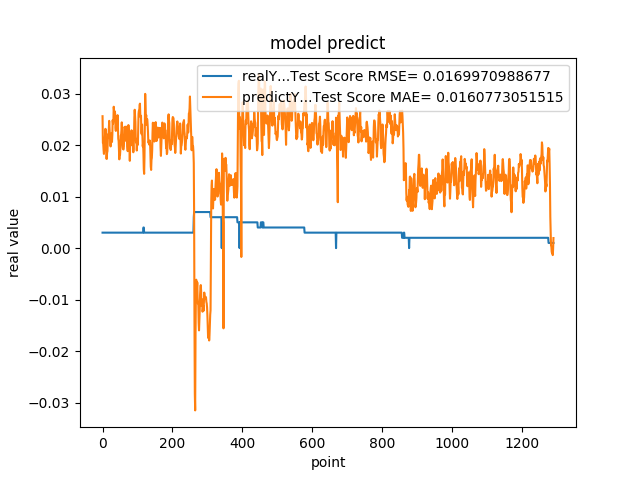 model predict
realY...Test Score RMSE= 0.0169970988677
predictY...Test Score MAE= 0.0160773051515
0.03
0.02
0.01
0.00
−0.01
−0.02
−0.03
real value
0 200 400 600 800 1000 1200
point